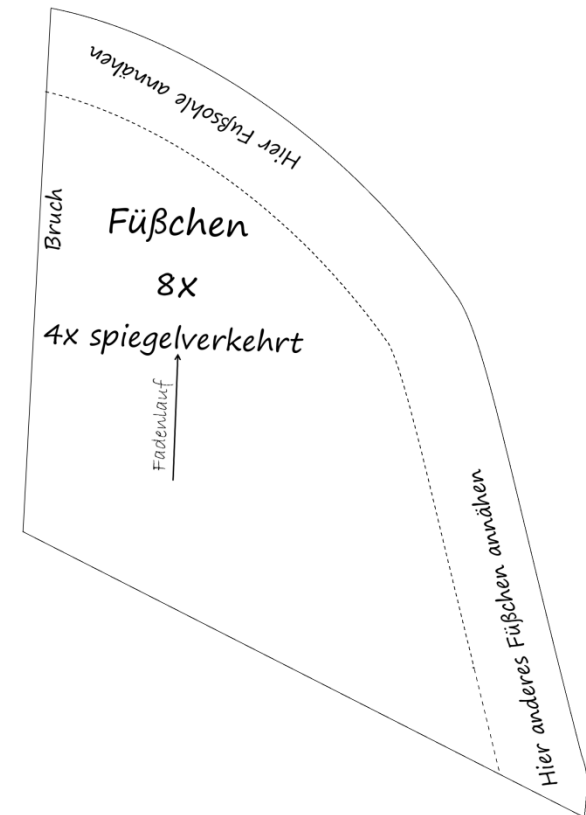 Hier Fußsohle annähen
Bruch
Füßchen
8x
4x spiegelverkehrt
Fadenlauf
Hier anderes Füßchen annähen